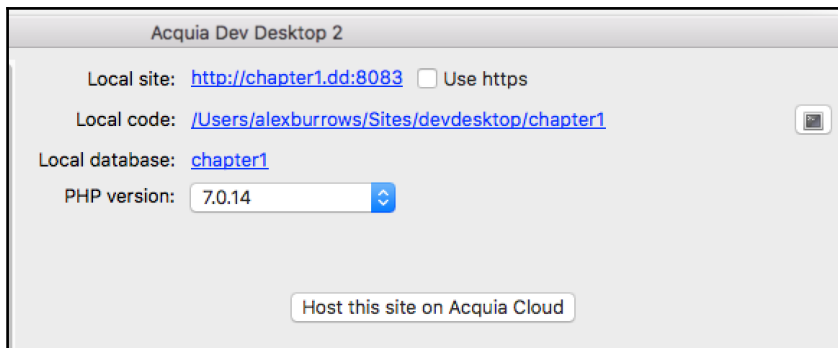 Acquia Dev Desktop 2
Local site: http://chapter1.dd:8083 Use https
Local code: /Users/alexburrows/Sites/devdesktop/chapter1
Local database: chapter1
PHP version: 7.0.14
Host this site on Acquia Cloud